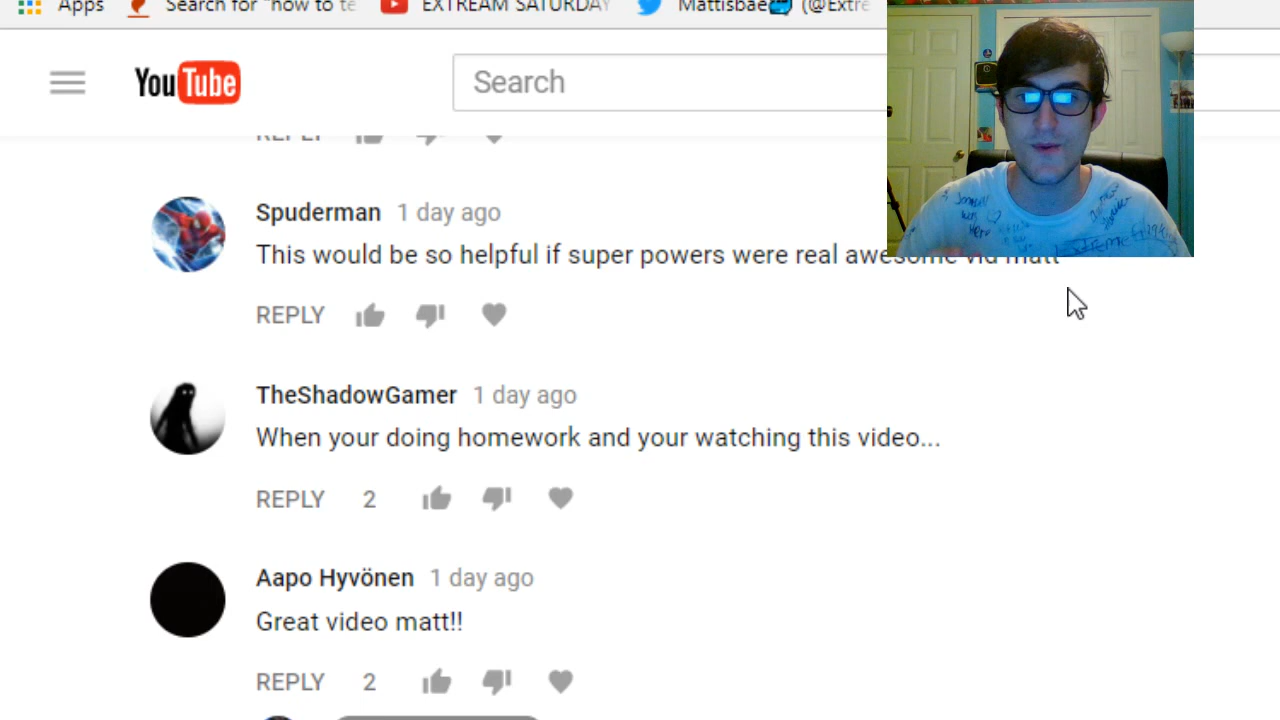 Apps Search for "how to te EXTREAM SATURDAY Mattisbae (@Extre
YouTube Search
REPLY
Spuderman 1 day ago
This would be so helpful if super powers were real awesome vid matt
REPLY
TheShadowGamer 1 day ago
When your doing homework and your watching this video...
REPLY 2
Aapo Hyvönen 1 day ago
Great video matt!!
REPLY 2